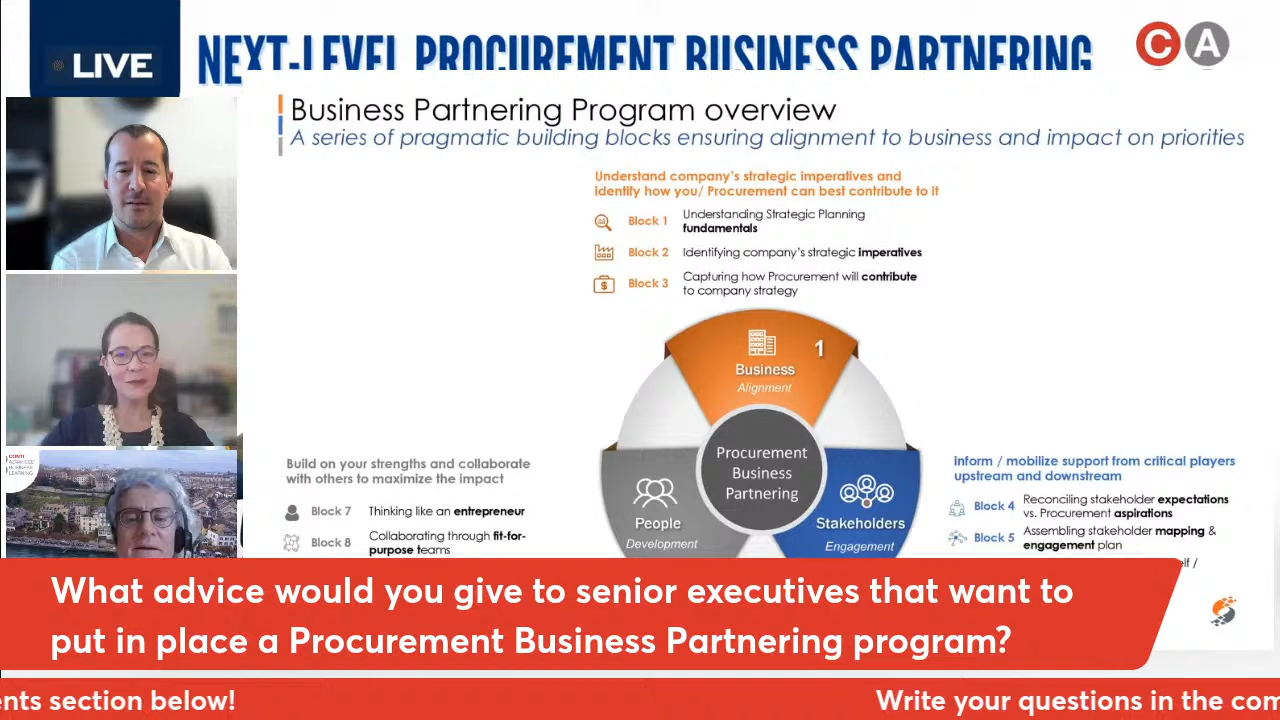 LIVE
NEXT-LEVEL PROCUREMENT BUSINESS PARTNERING
C A
Business Partnering Program overview
A series of pragmatic building blocks ensuring alignment to business and impact on priorities
Understand company's strategic imperatives and
identify how you/ Procurement can best contribute to it
Block 1 Understanding Strategic Planning
fundamentals
Block 2 Identifying company's strategic imperatives
Block 3 Capturing how Procurement will contribute
to company strategy
1
Business
Alignment
Procurement
Business
Partnering
People
Development
Stakeholders
Engagement
CONTI
ADVANCED
BUSINESS
LEARNING
Build on your strengths and collaborate
with others to maximize the impact
Block 7 Thinking like an entrepreneur
Block 8 Collaborating through fit-for-
purpose teams
Inform / mobilize support from critical players
upstream and downstream
Block 4 Reconciling stakeholder expectations
vs. Procurement aspirations
Block 5 Assembling stakeholder mapping &
engagement plan
What advice would you give to senior executives that want to
put in place a Procurement Business Partnering program?
ents section below!
Write your questions in the com